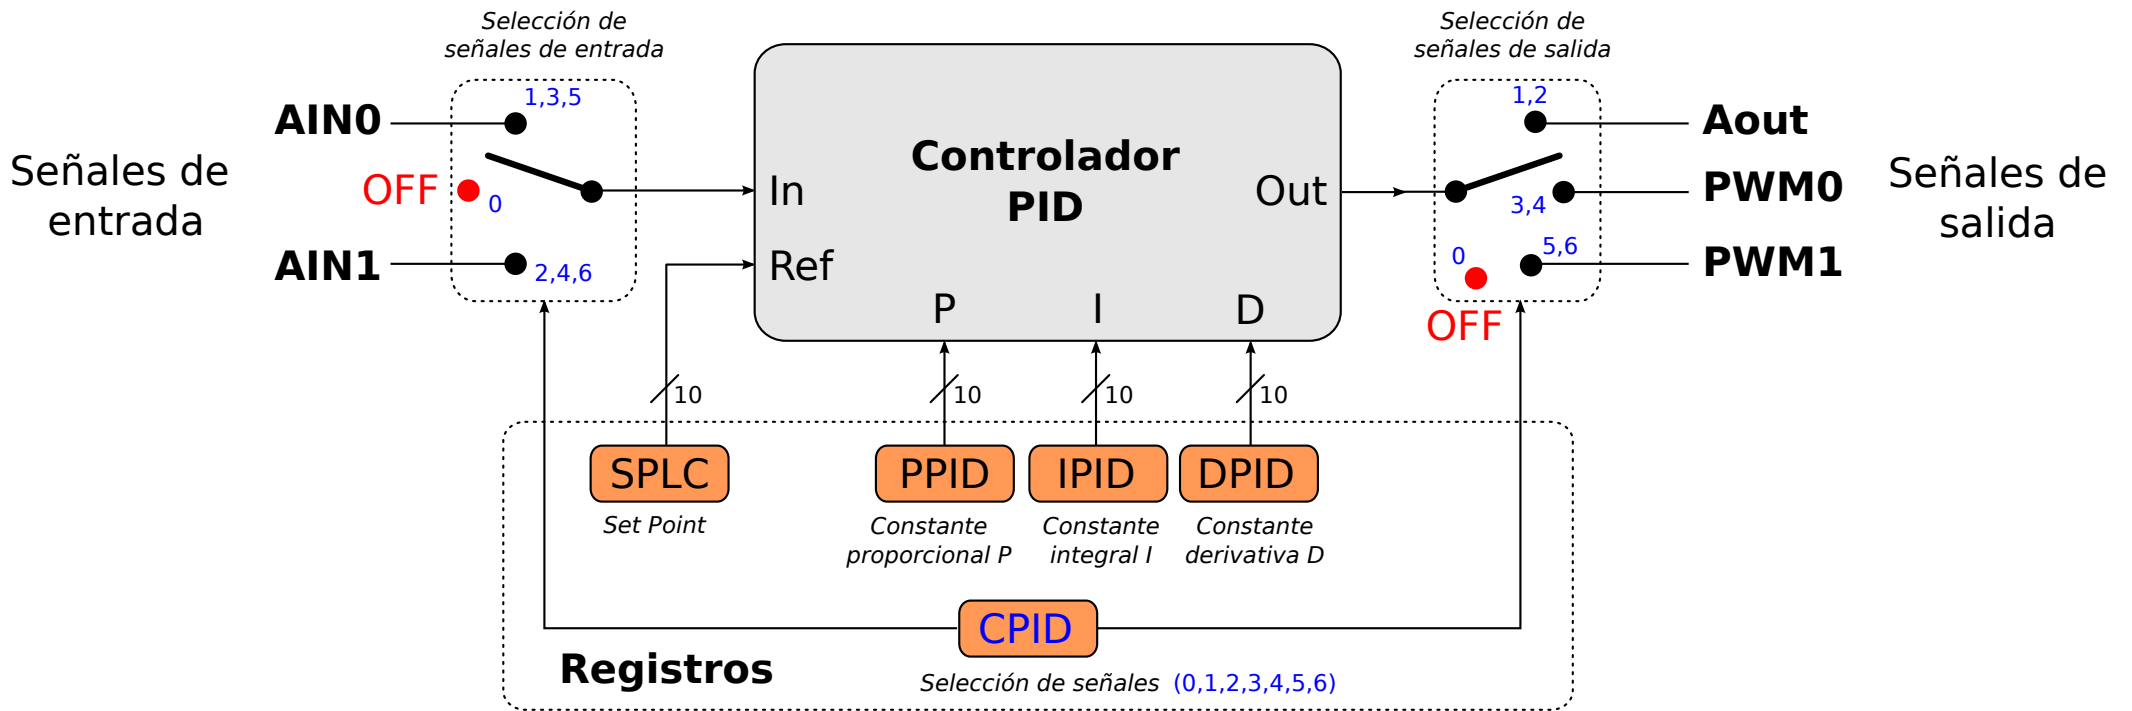 Selección de
señales de entrada
Selección de
señales de salida
Señales de
entrada
AIN0
OFF
AIN1
1,3,5
0
2,4,6
Controlador
PID
In
Ref
Out
P
I
D
1,2
3,4
5,6
0
OFF
Aout
PWM0
PWM1
Señales de
salida
10
10
10
10
SPLC
Set Point
PPID
Constante
proporcional P
IPID
Constante
integral I
DPID
Constante
derivativa D
CPID
Registros
Selección de señales (0,1,2,3,4,5,6)